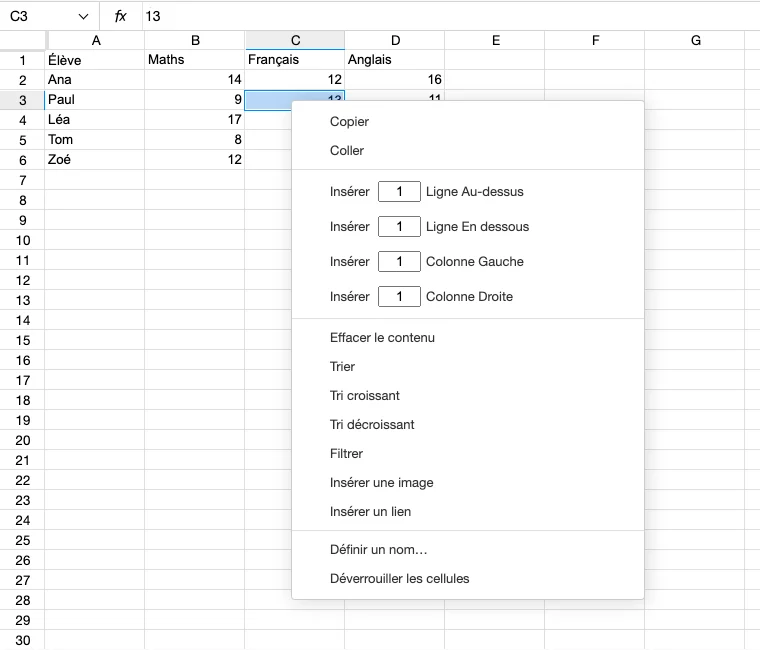 C3 fx 13
A B C D E F G
1 Élève Maths Français Anglais
2 Ana 14 12 16
3 Paul 9 13 11
4 Léa 17
5 Tom 8
6 Zoé 12
7
8
9
10
11
12
13
14
15
16
17
18
19
20
21
22
23
24
25
26
27
28
29
30
Copier
Coller
Insérer 1 Ligne Au-dessus
Insérer 1 Ligne En dessous
Insérer 1 Colonne Gauche
Insérer 1 Colonne Droite
Effacer le contenu
Trier
Tri croissant
Tri décroissant
Filtrer
Insérer une image
Insérer un lien
Définir un nom…
Déverrouiller les cellules